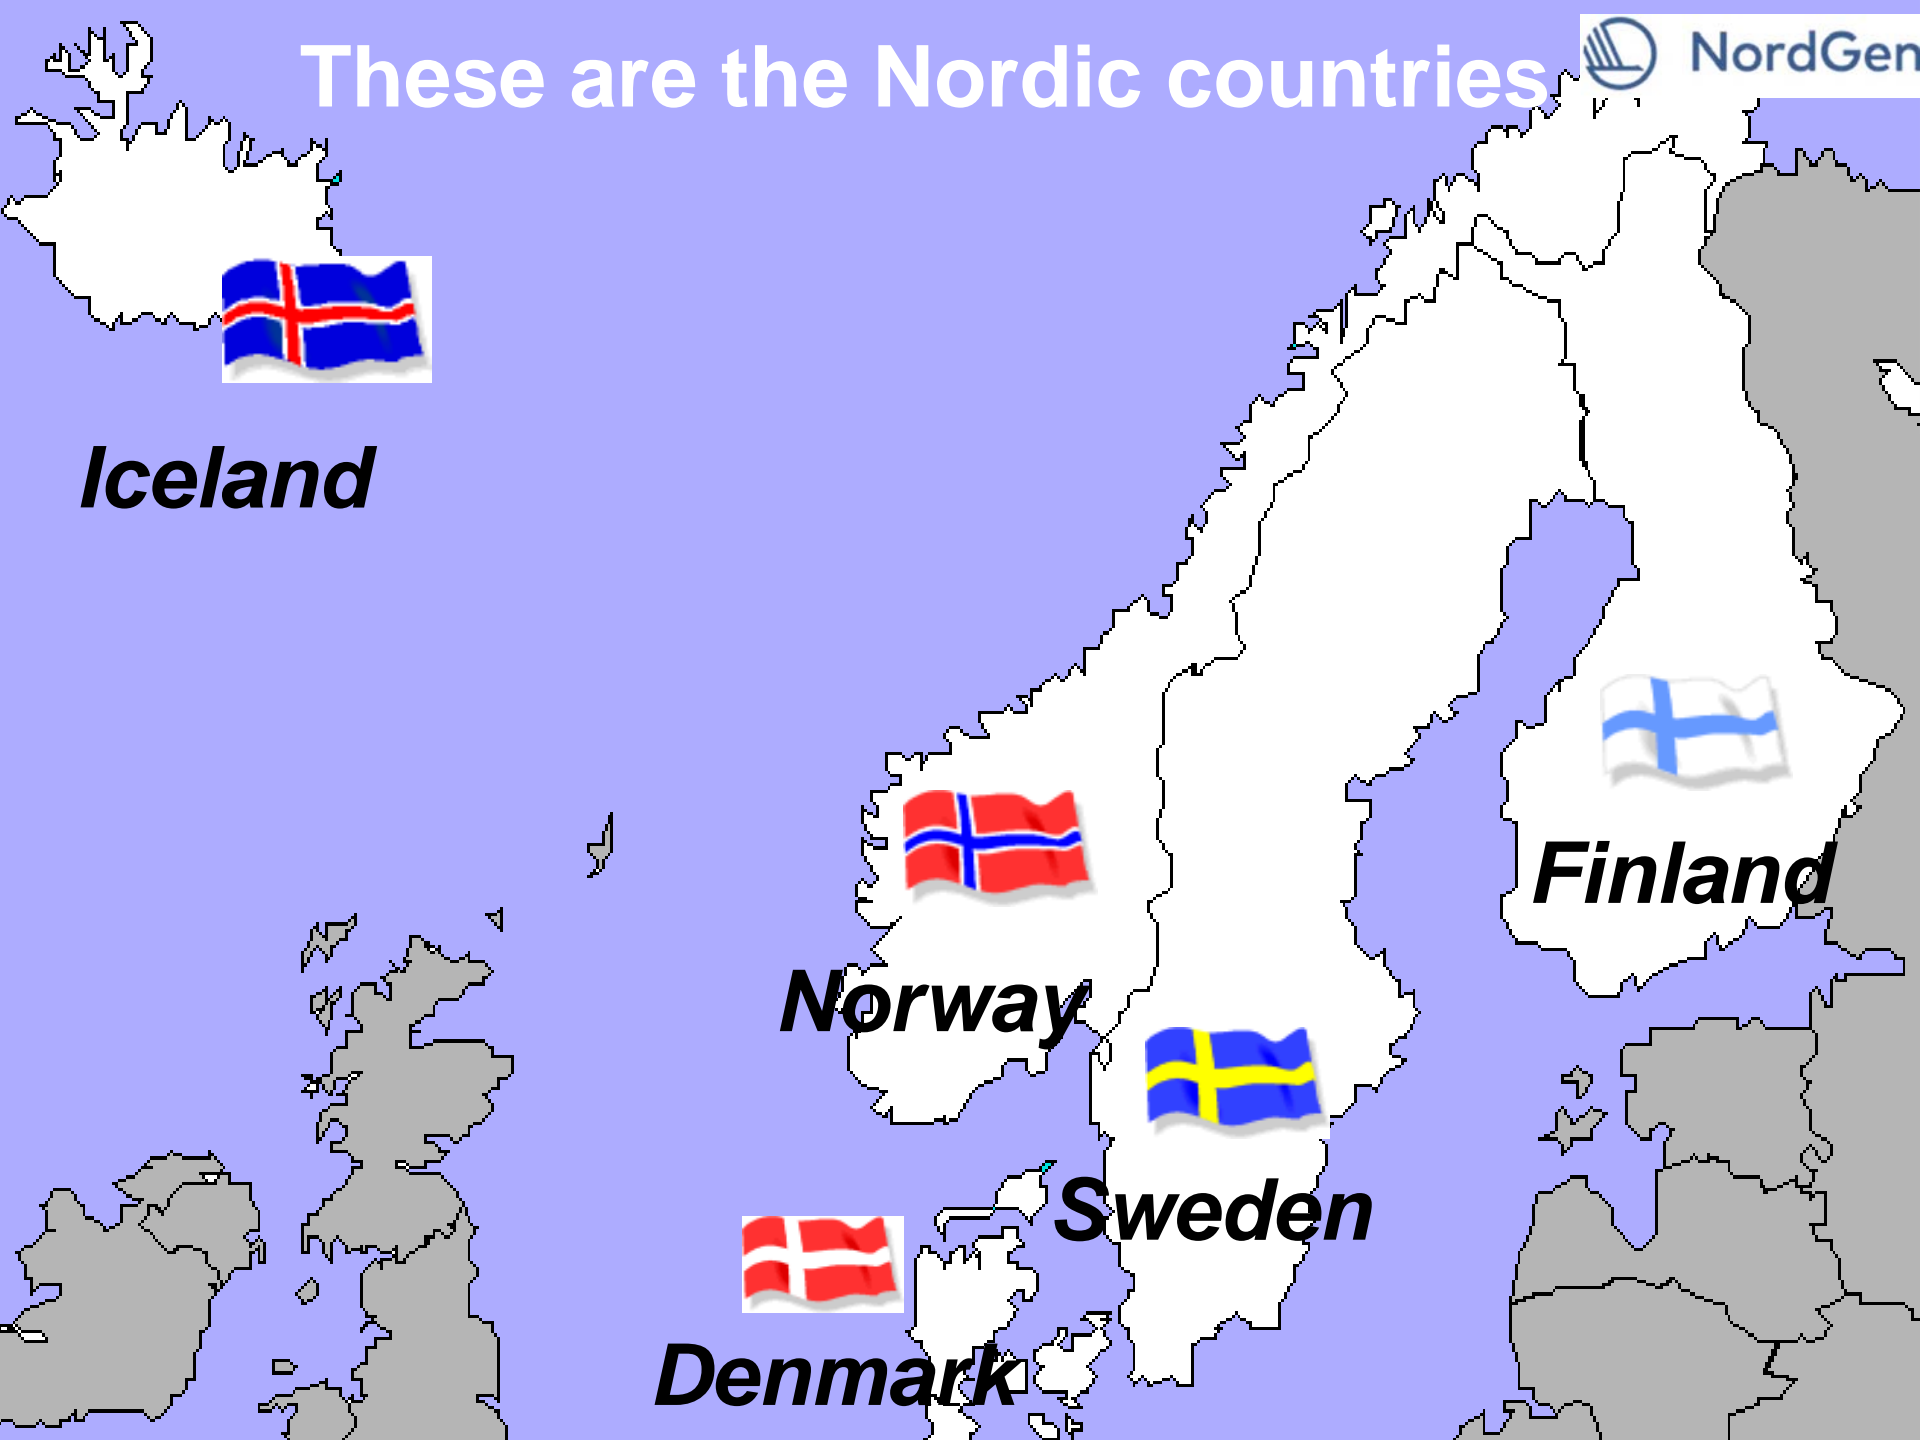 These are the Nordic countries
NordGen
Iceland
Finland
Norway
Sweden
Denmark